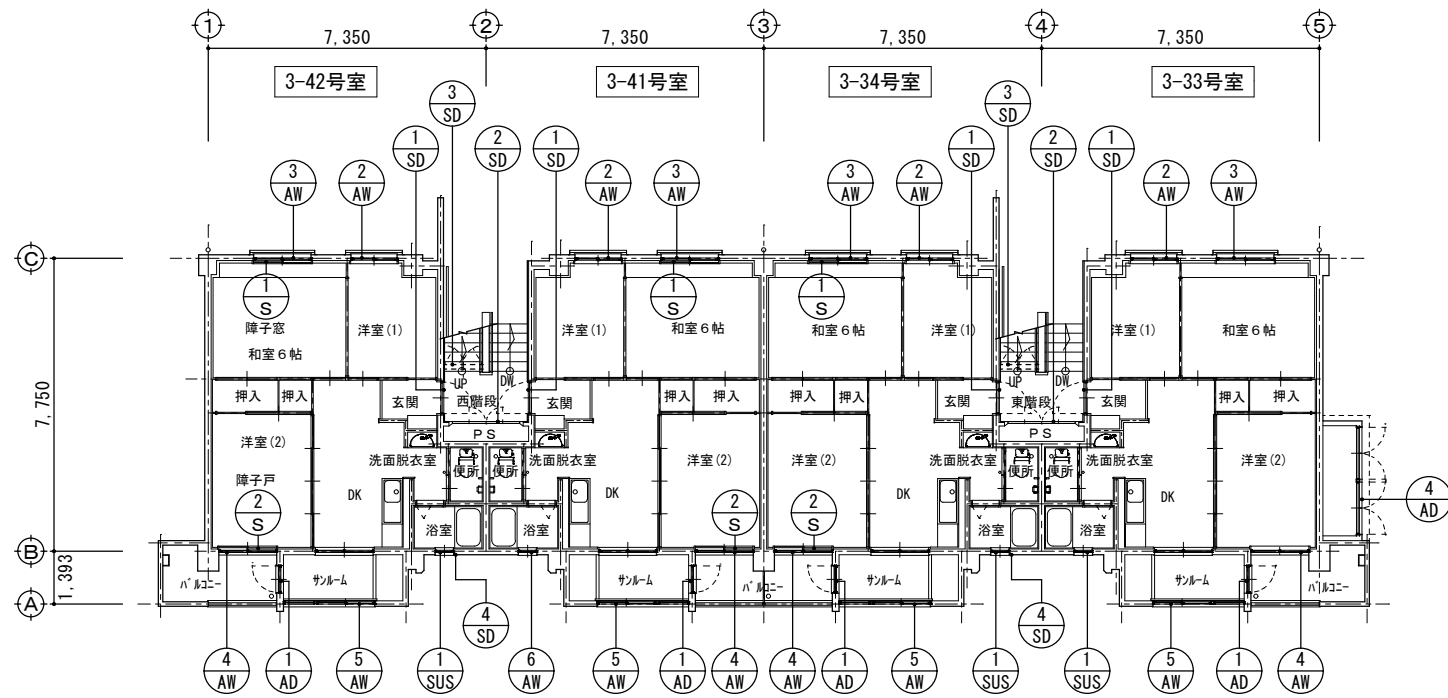 1 2 3 4 5
7,350 7,350 7,350 7,350
3-42号室 3-41号室 3-34号室 3-33号室
3 SD 3 SD
1 SD 2 SD 1 SD 1 SD 2 SD 1 SD
3 AW 2 AW 2 AW 3 AW 3 AW 2 AW 2 AW 3 AW
C
1 S 1 S 1 S
障子窓 洋室(1) 洋室(1) 和室6帖 和室6帖 洋室(1) 洋室(1) 和室6帖
和室6帖
UP DW UP DW
7,750
押入 押入 玄関 西階段 玄関 押入 押入 押入 押入 玄関 東階段 玄関 押入 押入
PS PS
洋室(2) 洗面脱衣室 便所 便所 洗面脱衣室 洋室(2) 洋室(2) 洗面脱衣室 便所 便所 洗面脱衣室 洋室(2)
障子戸 DK DK DK DK
4 AD
2 S 浴室 浴室 2 S 2 S 浴室 浴室
B
1,393
バルコニー サンルーム サンルーム バルコニー サンルーム サンルーム バルコニー
A
4 SD 4 SD
4 AW 1 AD 5 AW 1 SUS 6 AW 5 AW 1 AD 4 AW 4 AW 1 AD 5 AW 1 SUS 1 SUS 5 AW 1 AD 4 AW